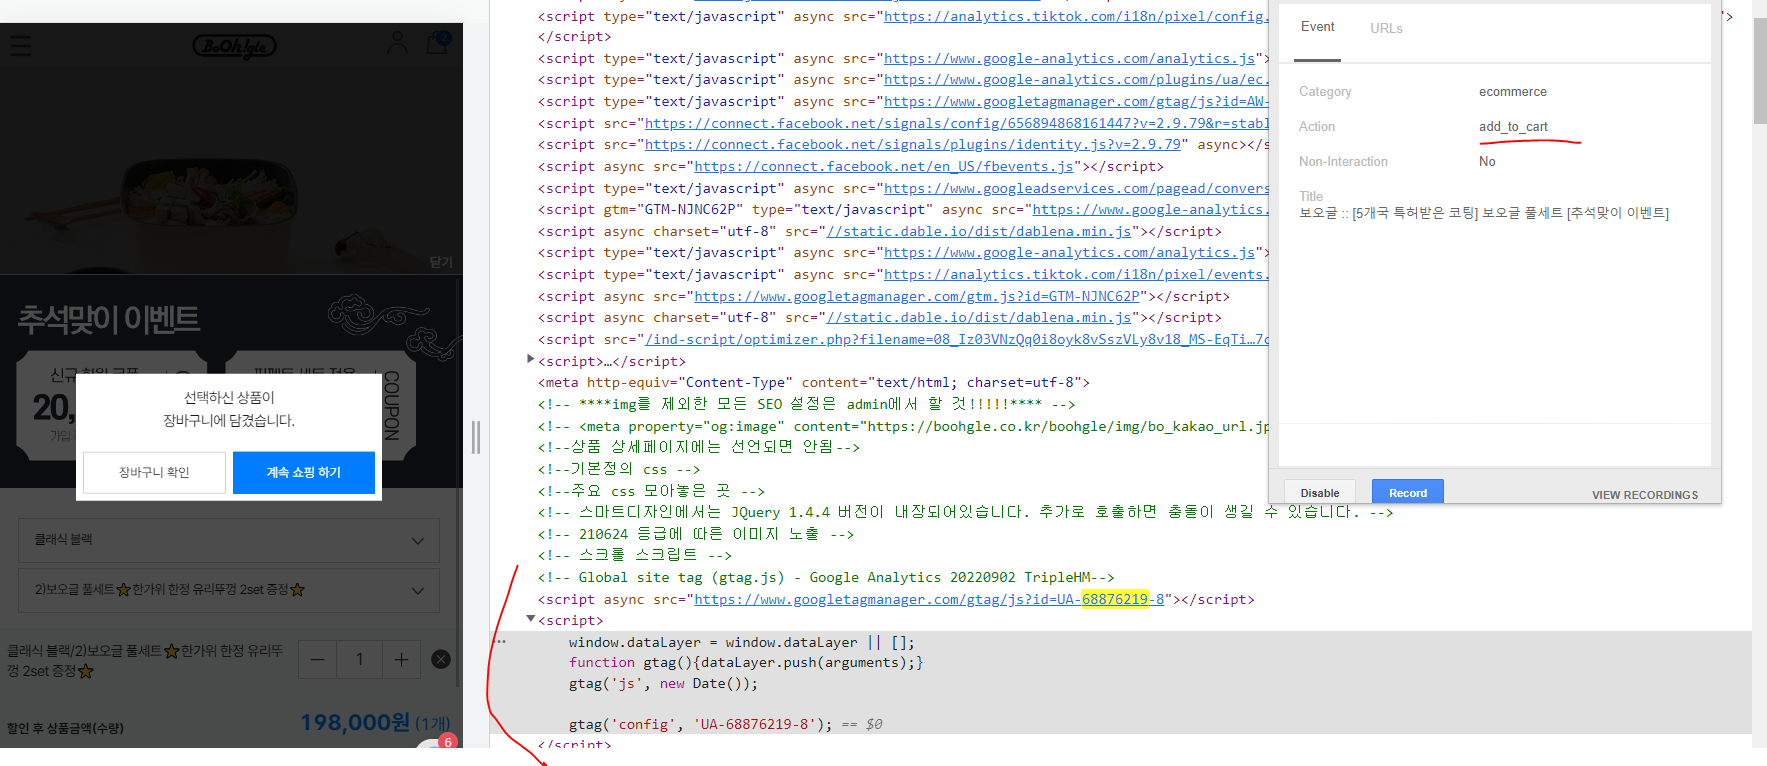 BoOh!gle
2
닫기
추석맞이 이벤트
신규 회원 쿠폰
20,
가입
COUPON
선택하신 상품이
장바구니에 담겼습니다.
장바구니 확인
계속 쇼핑 하기
클래식 블랙
2)보오글 풀세트⭐한가위 한정 유리뚜껑 2set 증정⭐
클래식 블랙/2)보오글 풀세트⭐한가위 한정 유리뚜
껑 2set 증정⭐
1
할인 후 상품금액(수량)
198,000원 (1개)
6
<script type="text/javascript" async src="https://analytics.tiktok.com/i18n/pixel/config.
">
</script>
<script type="text/javascript" async src="https://www.google-analytics.com/analytics.js">
<script type="text/javascript" async src="https://www.google-analytics.com/plugins/ua/ec.
<script type="text/javascript" async src="https://www.googletagmanager.com/gtag/js?id=AW-
<script src="https://connect.facebook.net/signals/config/656894868161447?v=2.9.79&r=stabl
<script src="https://connect.facebook.net/signals/plugins/identity.js?v=2.9.79" async></s
<script async src="https://connect.facebook.net/en_US/fbevents.js"></script>
<script type="text/javascript" async src="https://www.googleadservices.com/pagead/convers
<script gtm="GTM-NJNC62P" type="text/javascript" async src="https://www.google-analytics.
<script async charset="utf-8" src="//static.dable.io/dist/dablena.min.js"></script>
<script type="text/javascript" async src="https://www.google-analytics.com/analytics.js">
<script type="text/javascript" async src="https://analytics.tiktok.com/i18n/pixel/events.
<script async src="https://www.googletagmanager.com/gtm.js?id=GTM-NJNC62P"></script>
<script async charset="utf-8" src="//static.dable.io/dist/dablena.min.js"></script>
<script src="/ind-script/optimizer.php?filename=08_Iz03VNzQq0i8oyk8vSszVLy8v18_MS-EqTi…7c
<script>…</script>
<meta http-equiv="Content-Type" content="text/html; charset=utf-8">
<!-- ****img를 제외한 모든 SEO 설정은 admin에서 할 것!!!!!**** -->
<!-- <meta property="og:image" content="https://boohgle.co.kr/boohgle/img/bo_kakao_url.jp
<!--상품 상세페이지에는 선언되면 안됨-->
<!--기본정의 css -->
<!--주요 css 모아놓은 곳 -->
<!-- 스마트디자인에서는 JQuery 1.4.4 버전이 내장되어있습니다. 추가로 호출하면 충돌이 생길 수 있습니다. -->
<!-- 210624 등급에 따른 이미지 노출 -->
<!-- 스크롤 스크립트 -->
<!-- Global site tag (gtag.js) - Google Analytics 20220902 TripleHM-->
<script async src="https://www.googletagmanager.com/gtag/js?id=UA-68876219-8"></script>
<script>
window.dataLayer = window.dataLayer || [];
function gtag(){dataLayer.push(arguments);}
gtag('js', new Date());
gtag('config', 'UA-68876219-8'); == $0
</script>
Event
URLs
Category ecommerce
Action add_to_cart
Non-Interaction No
Title
보오글 :: [5개국 특허받은 코팅] 보오글 풀세트 [추석맞이 이벤트]
Disable
Record
VIEW RECORDINGS